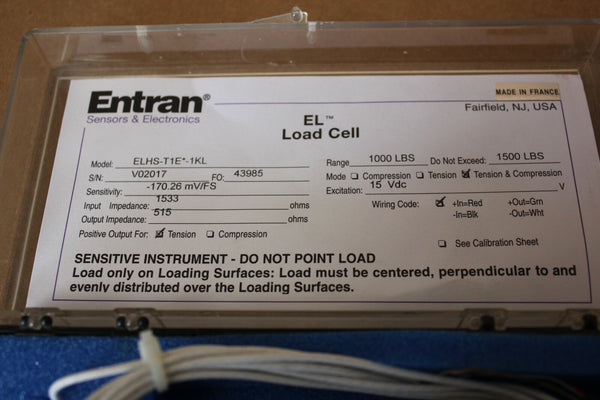 Entran®
Sensors & Electronics
MADE IN FRANCE
Fairfield, NJ, USA
EL™
Load Cell
Model: ELHS-T1E*-1KL
S/N: V02017 FO: 43985
Sensitivity: -170.26 mV/FS
Input Impedance: 1533 ohms
Output Impedance: 515 ohms
Positive Output For: Tension Compression
Range 1000 LBS Do Not Exceed: 1500 LBS
Mode Compression Tension Tension & Compression
Excitation: 15 Vdc V
Wiring Code: +In=Red +Out=Grn
-In=Blk -Out=Wht
See Calibration Sheet
SENSITIVE INSTRUMENT - DO NOT POINT LOAD
Load only on Loading Surfaces: Load must be centered, perpendicular to and
evenly distributed over the Loading Surfaces.